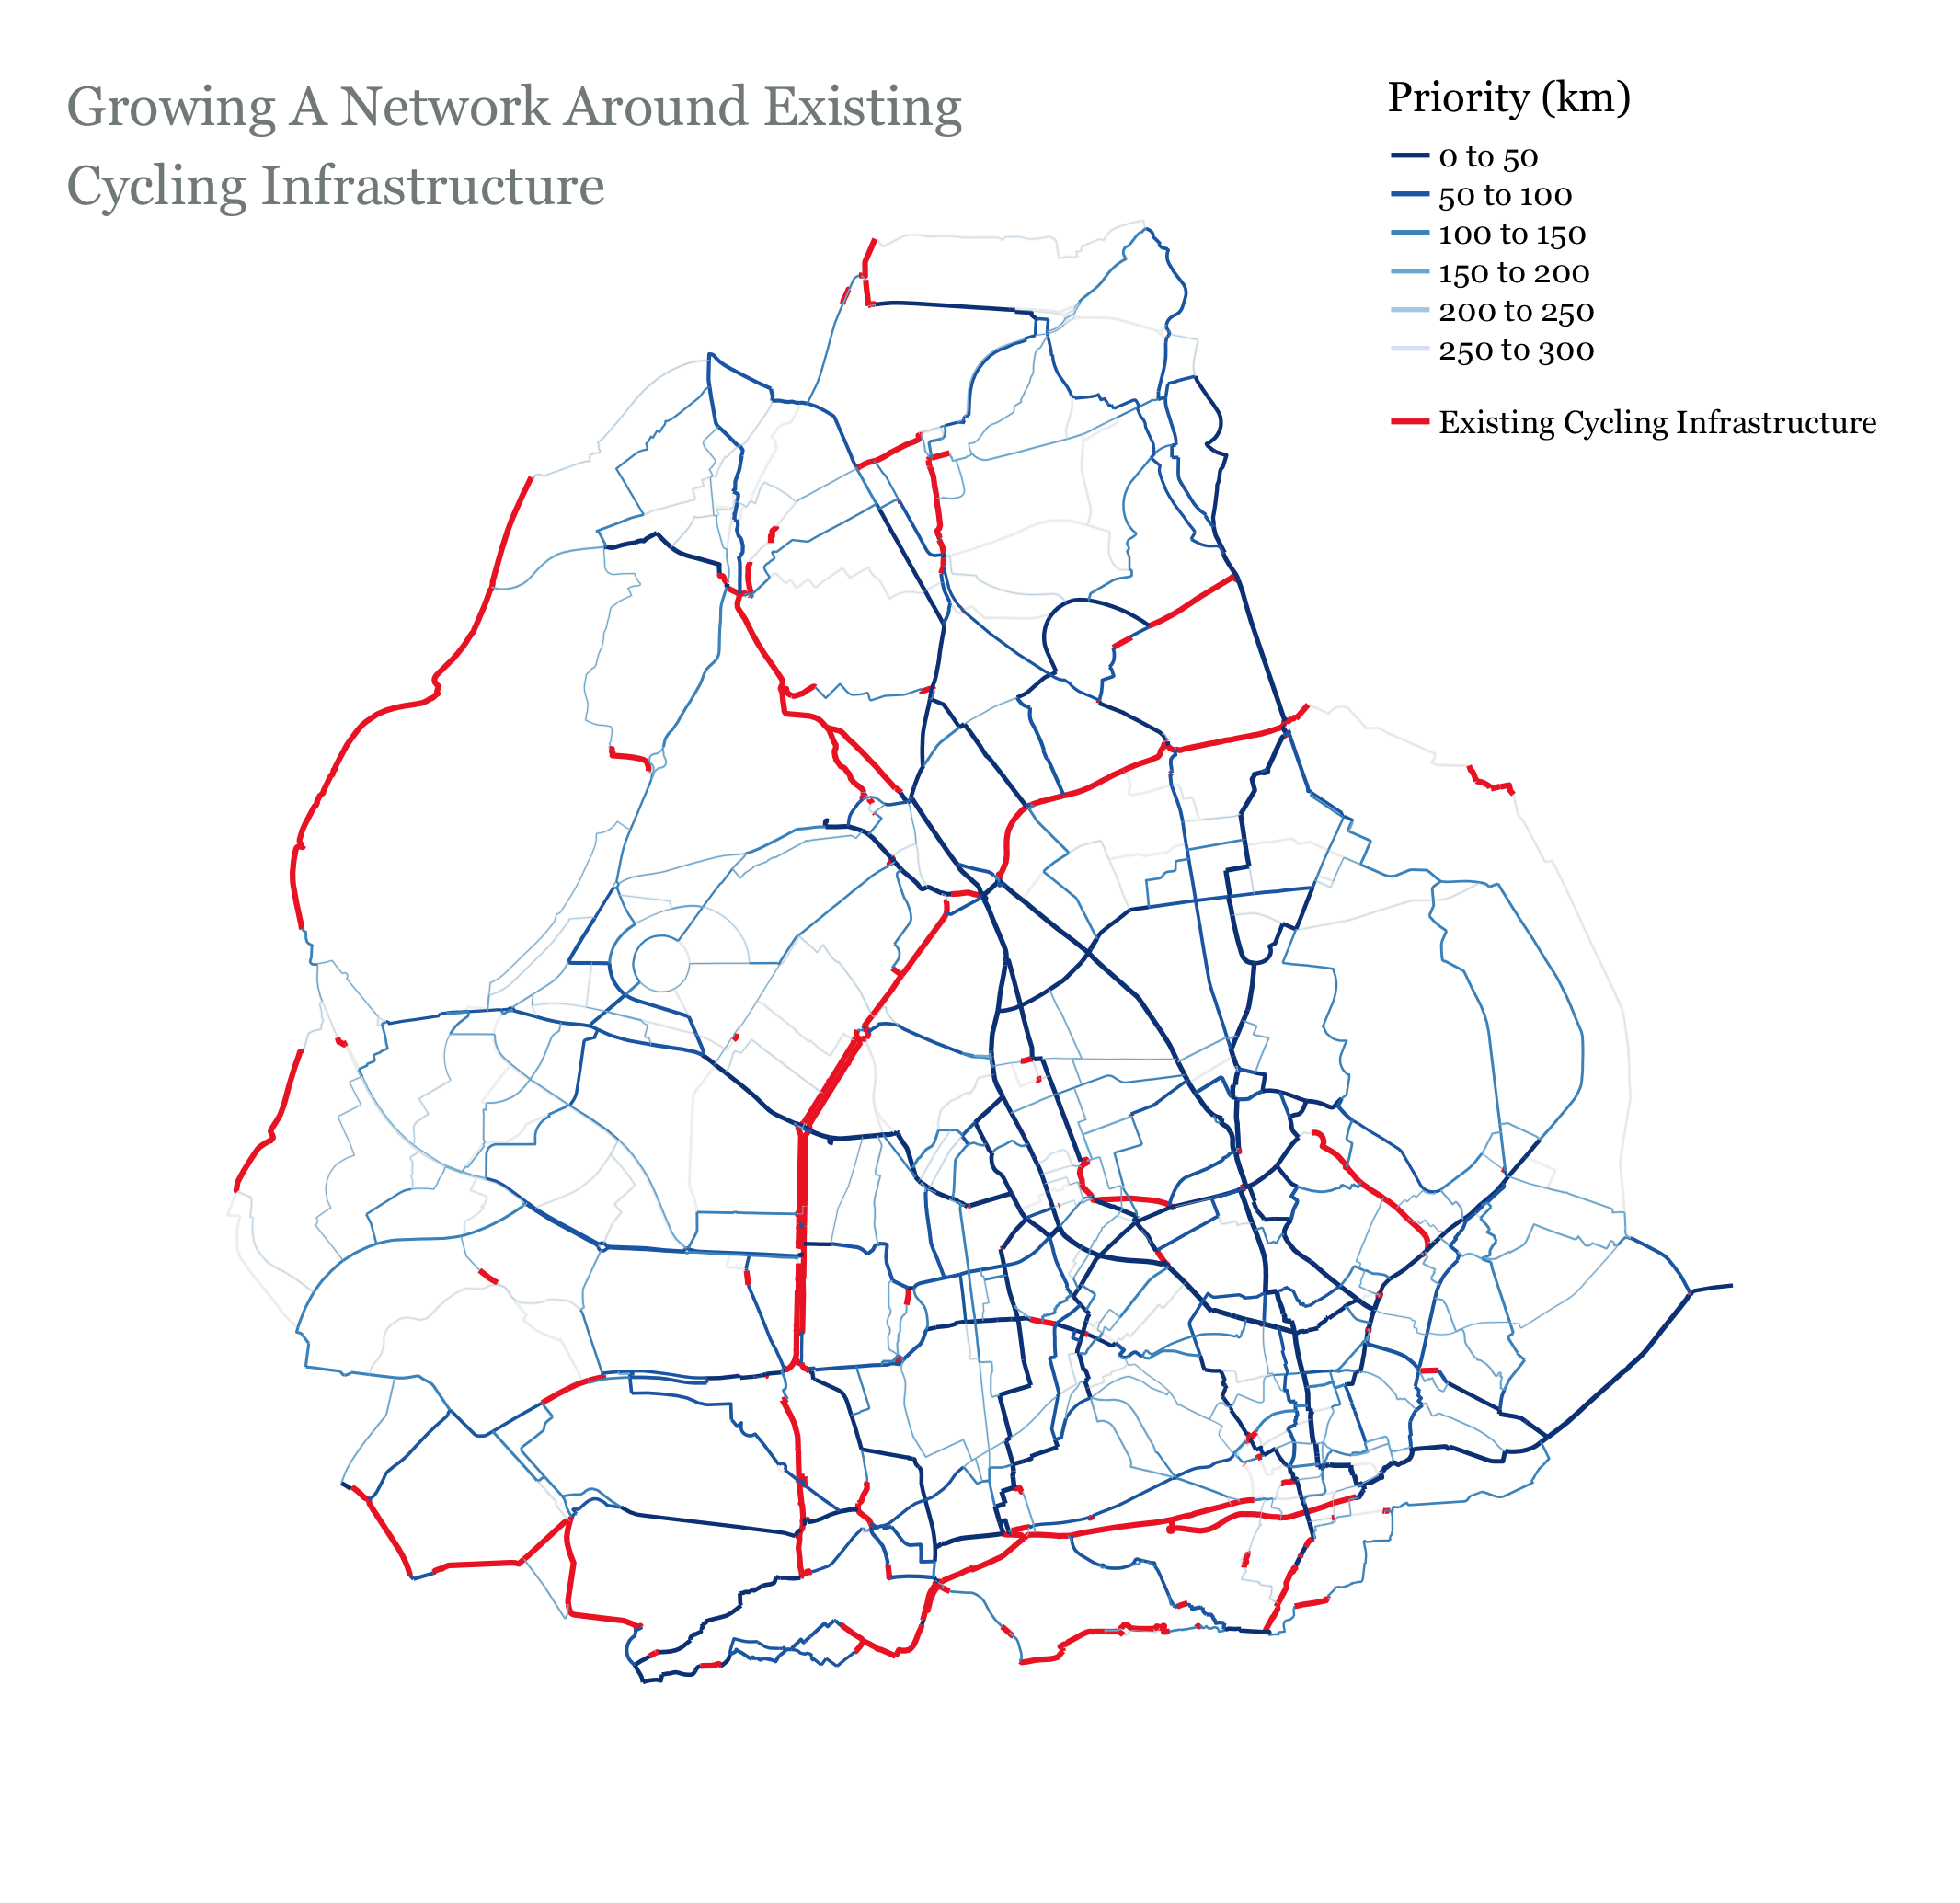 Growing A Network Around Existing
Cycling Infrastructure
Priority (km)
0 to 50
50 to 100
100 to 150
150 to 200
200 to 250
250 to 300
Existing Cycling Infrastructure